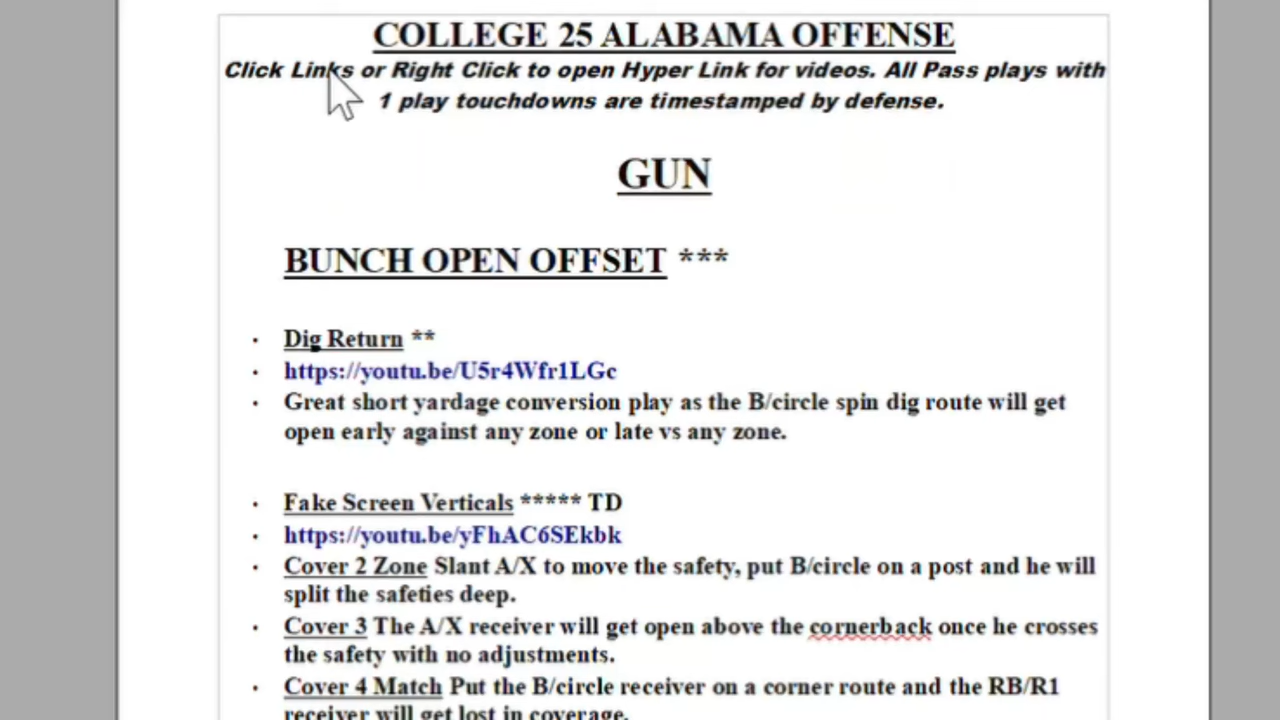 COLLEGE 25 ALABAMA OFFENSE
Click Links or Right Click to open Hyper Link for videos. All Pass plays with
1 play touchdowns are timestamped by defense.
GUN
BUNCH OPEN OFFSET ***
• Dig Return **
• https://youtu.be/U5r4Wfr1LGc
• Great short yardage conversion play as the B/circle spin dig route will get
open early against any zone or late vs any zone.
• Fake Screen Verticals ***** TD
• https://youtu.be/yFhAC6SEkbk
• Cover 2 Zone Slant A/X to move the safety, put B/circle on a post and he will
split the safeties deep.
• Cover 3 The A/X receiver will get open above the cornerback once he crosses
the safety with no adjustments.
• Cover 4 Match Put the B/circle receiver on a corner route and the RB/R1
receiver will get lost in coverage.